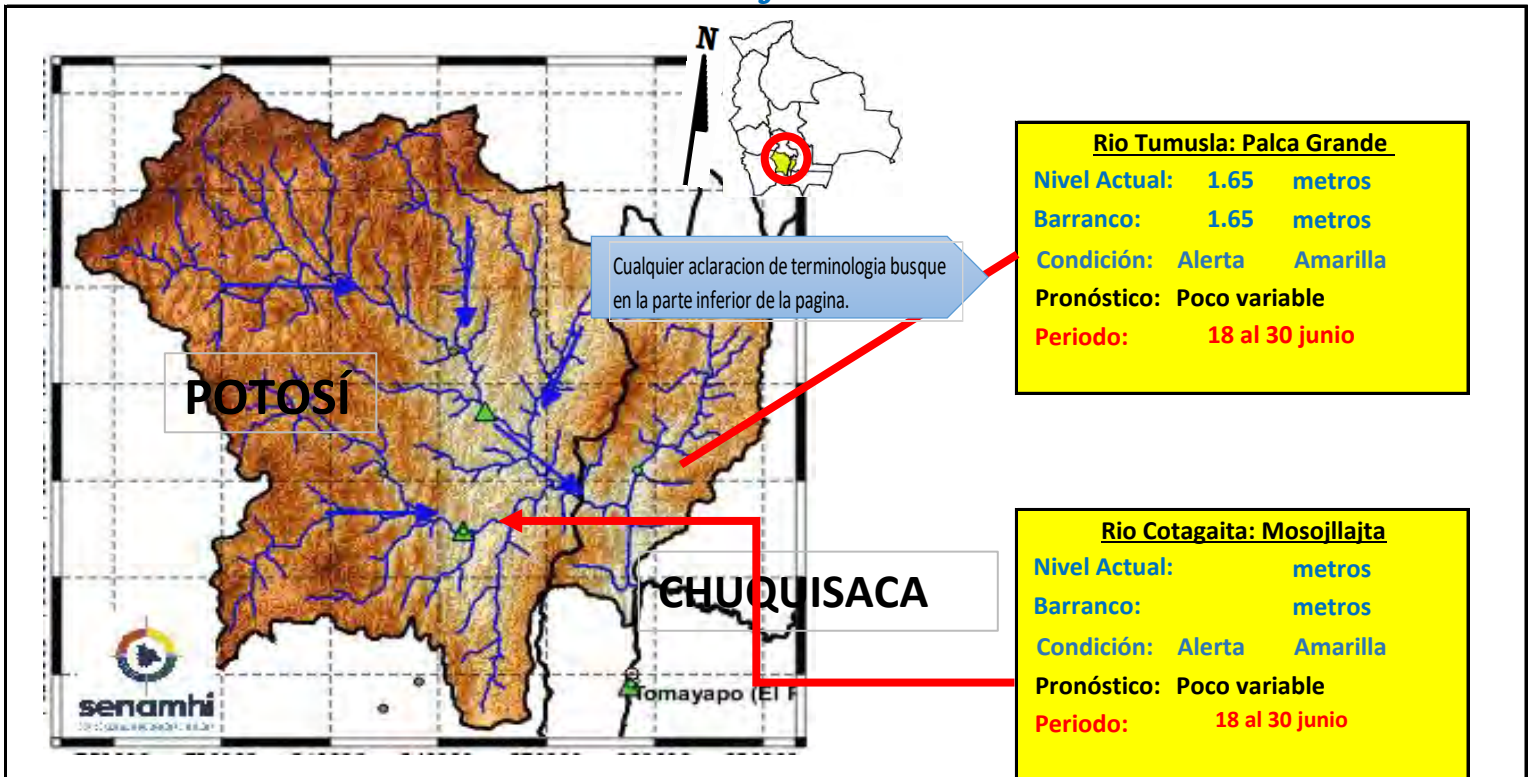 N
Rio Tumusla: Palca Grande
Nivel Actual: 1.65 metros
Barranco: 1.65 metros
Condición: Alerta Amarilla
Pronóstico: Poco variable
Periodo: 18 al 30 junio
Cualquier aclaracion de terminologia busque
en la parte inferior de la pagina.
POTOSÍ
CHUQUISACA
Rio Cotagaita: Mosojllajta
Nivel Actual: metros
Barranco: metros
Condición: Alerta Amarilla
Pronóstico: Poco variable
Periodo: 18 al 30 junio
senamhi
Tomayapo (El